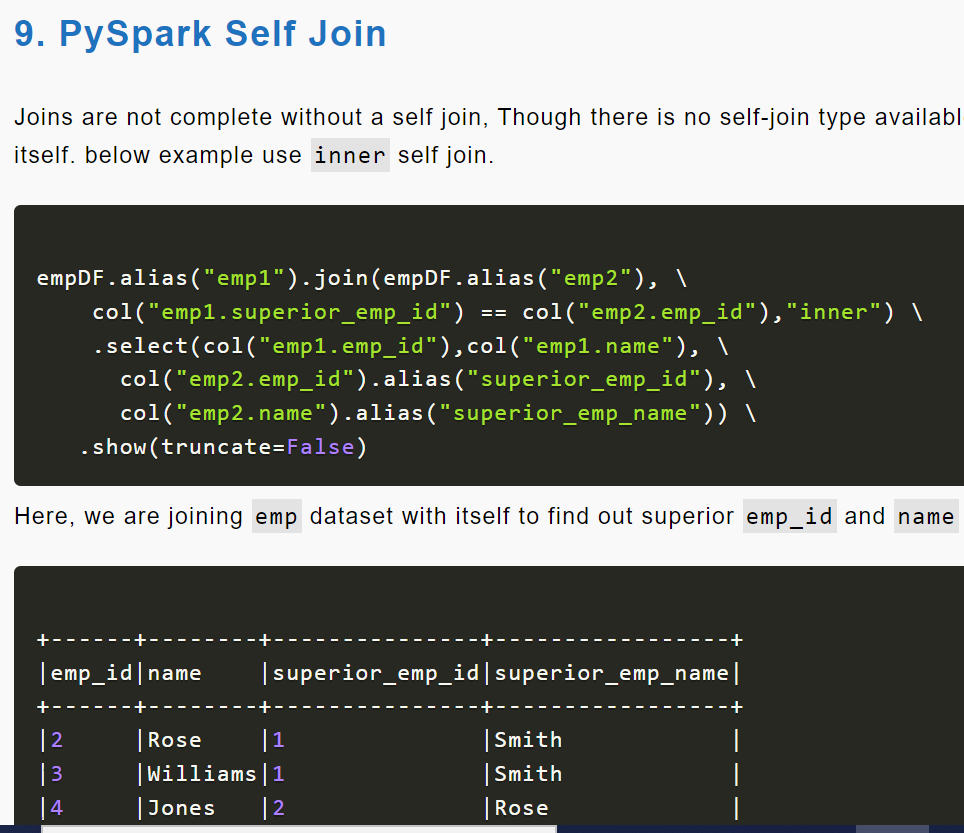 9. PySpark Self Join
Joins are not complete without a self join, Though there is no self-join type availabl
itself. below example use inner self join.
empDF.alias("emp1").join(empDF.alias("emp2"), \
col("emp1.superior_emp_id") == col("emp2.emp_id"),"inner") \
.select(col("emp1.emp_id"),col("emp1.name"), \
col("emp2.emp_id").alias("superior_emp_id"), \
col("emp2.name").alias("superior_emp_name")) \
.show(truncate=False)
Here, we are joining emp dataset with itself to find out superior emp_id and name
+------+--------+---------------+-----------------+
|emp_id|name    |superior_emp_id|superior_emp_name|
+------+--------+---------------+-----------------+
|2     |Rose    |1              |Smith            |
|3     |Williams|1              |Smith            |
|4     |Jones   |2              |Rose             |